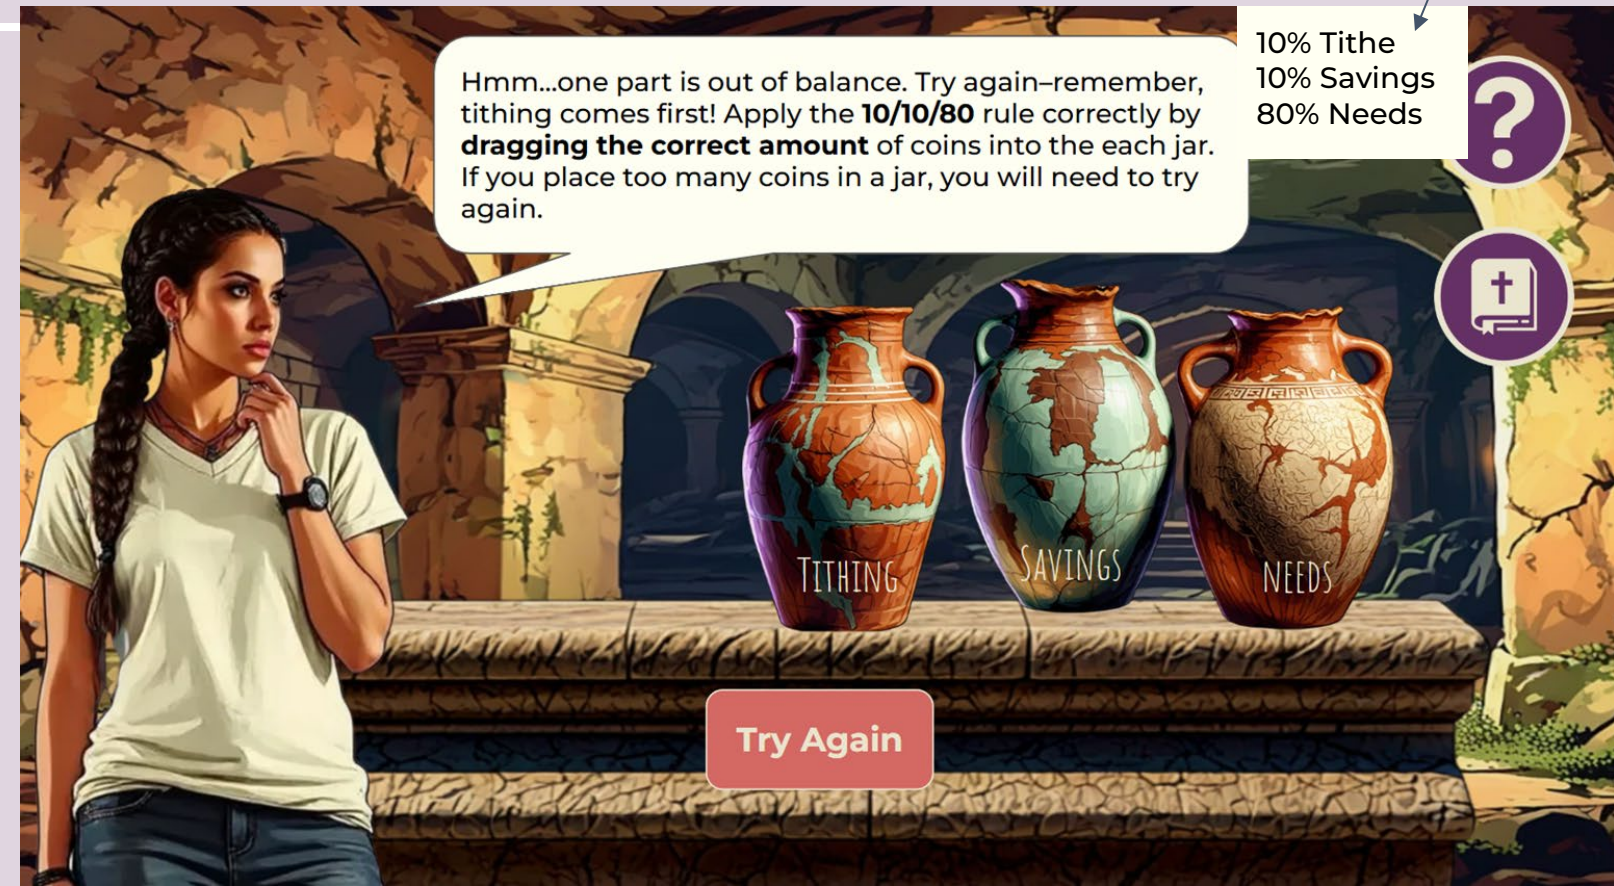 Hmm...one part is out of balance. Try again–remember,
tithing comes first! Apply the 10/10/80 rule correctly by
dragging the correct amount of coins into the each jar.
If you place too many coins in a jar, you will need to try
again.
10% Tithe
10% Savings
80% Needs
?
TITHING
SAVINGS
NEEDS
Try Again